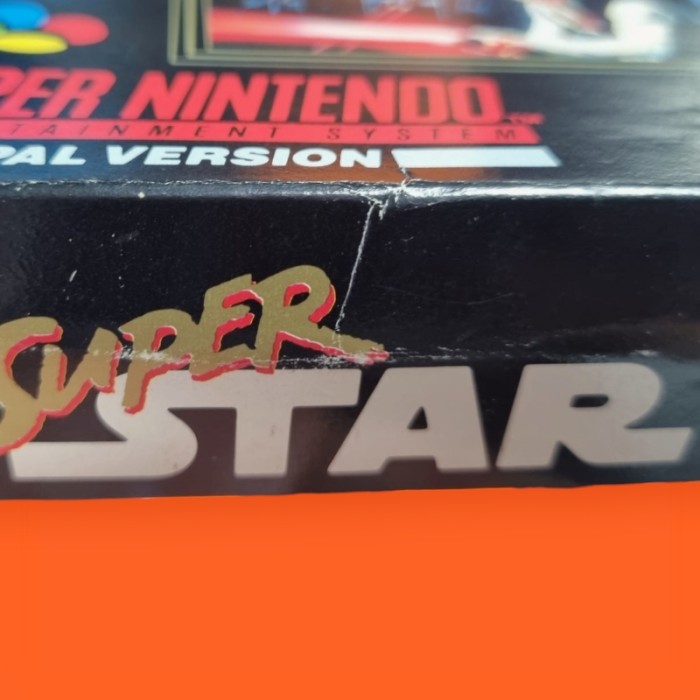 PER NINTENDO
TAINMENT SYSTEM
PAL VERSION
SUPER
STAR